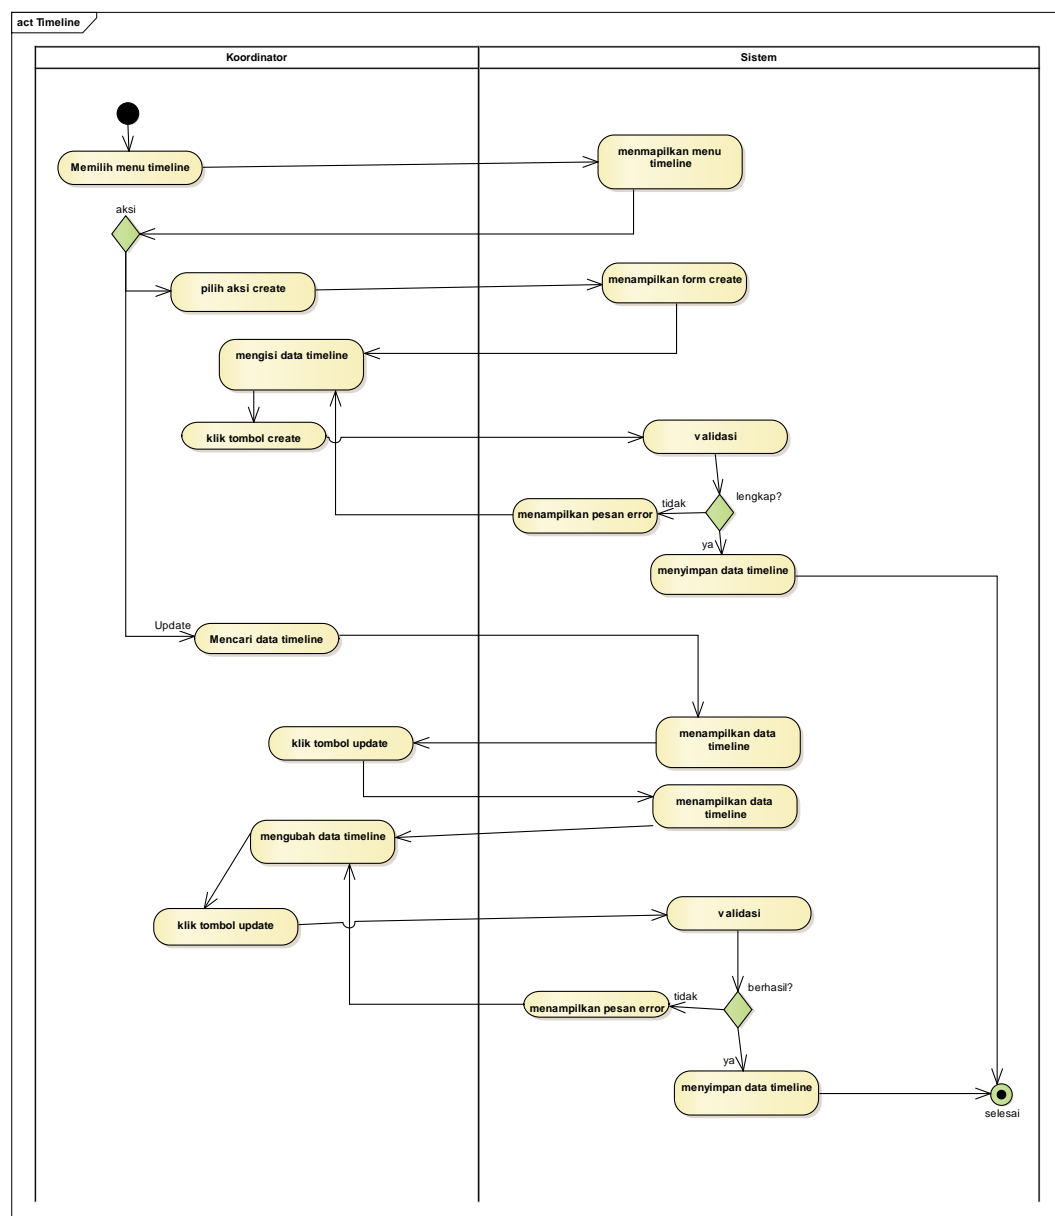 act Timeline
Koordinator
Sistem
Memilih menu timeline
menmapilkan menu
timeline
aksi
pilih aksi create
menampilkan form create
mengisi data timeline
klik tombol create
validasi
lengkap?
tidak
menampilkan pesan error
ya
menyimpan data timeline
Update
Mencari data timeline
menampilkan data
timeline
klik tombol update
menampilkan data
timeline
mengubah data timeline
klik tombol update
validasi
berhasil?
tidak
menampilkan pesan error
ya
menyimpan data timeline
selesai